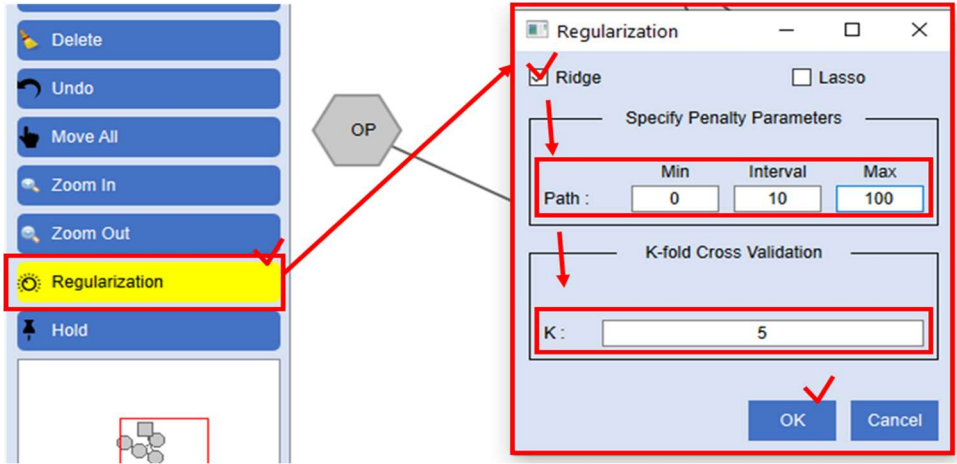 Delete
Undo
Move All
Zoom In
Zoom Out
Regularization
Hold
OP
Regularization
Ridge
Lasso
Specify Penalty Parameters
Min Interval Max
Path : 0 10 100
K-fold Cross Validation
K : 5
OK Cancel